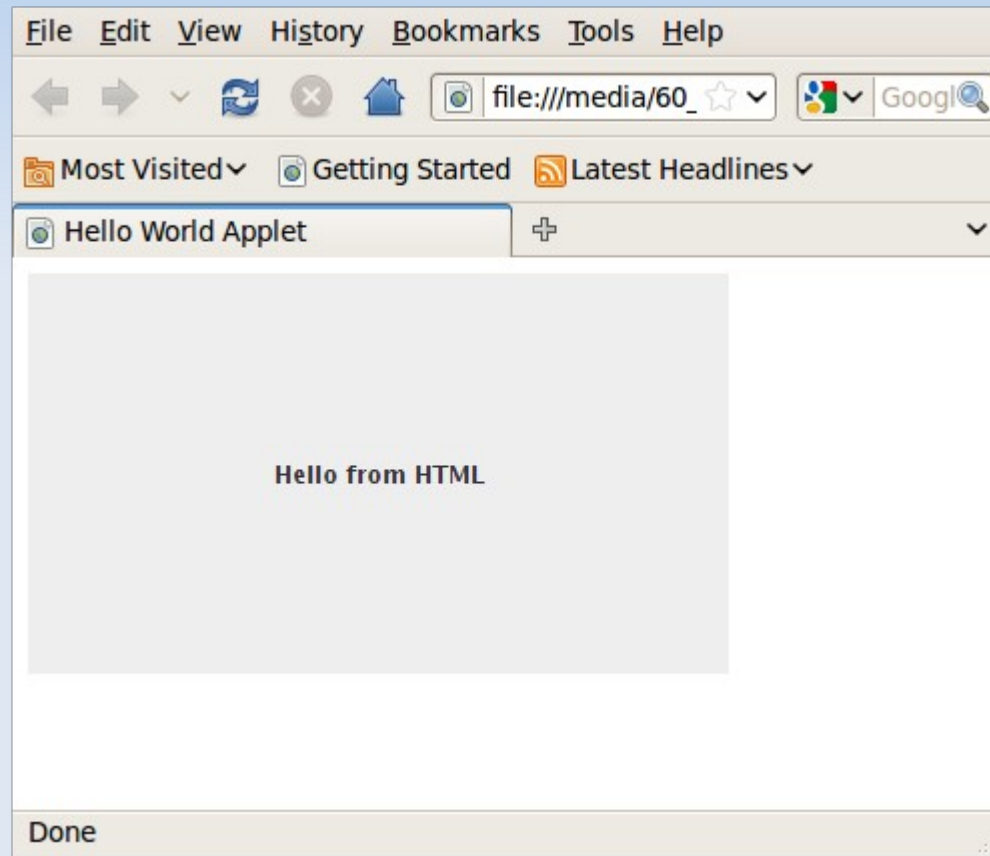 File Edit View History Bookmarks Tools Help
file:///media/60_ Googl
Most Visited Getting Started Latest Headlines
Hello World Applet
Hello from HTML
Done